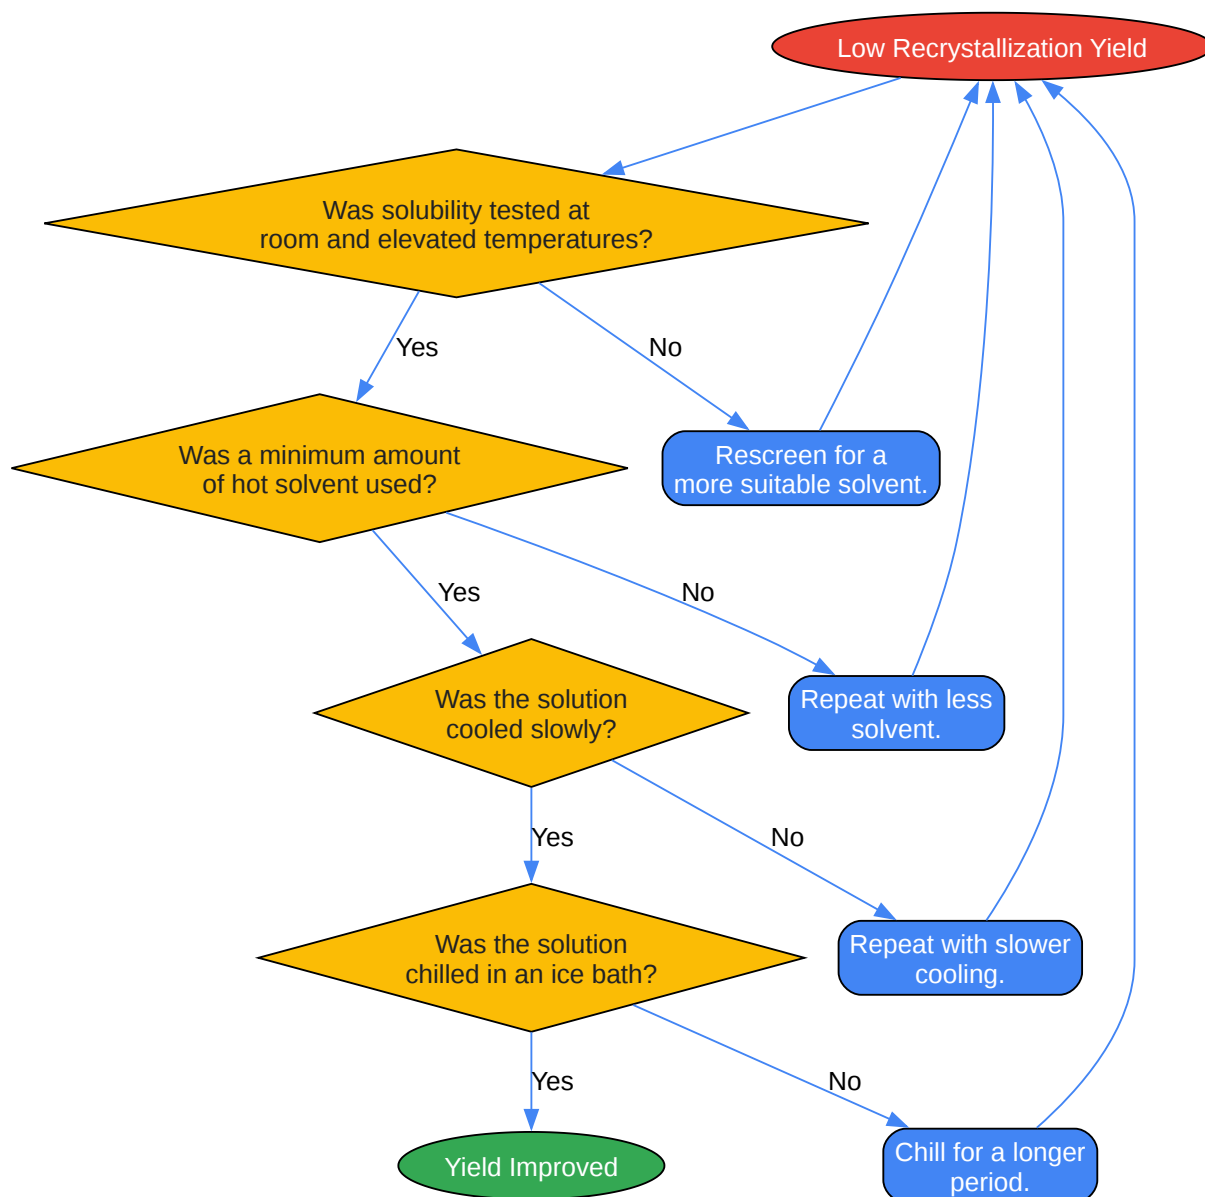 Low Recrystallization Yield
Was solubility tested at
room and elevated temperatures?
Yes
No
Was a minimum amount
of hot solvent used?
Rescreen for a
more suitable solvent.
Yes
No
Was the solution
cooled slowly?
Repeat with less
solvent.
Yes
No
Was the solution
chilled in an ice bath?
Repeat with slower
cooling.
Yes
No
Yield Improved
Chill for a longer
period.